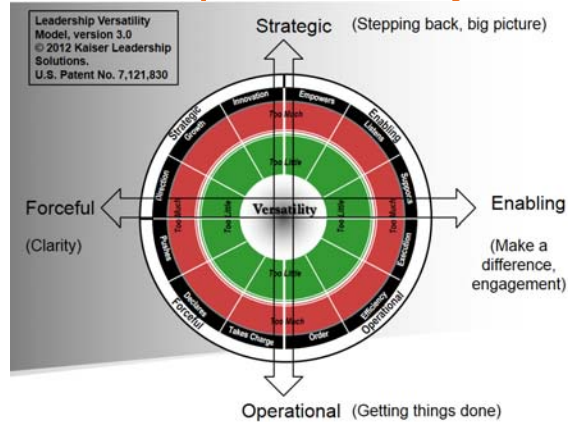 Leadership Versatility
Model, version 3.0
© 2012 Kaiser Leadership
Solutions.
U.S. Patent No. 7,121,830
Strategic (Stepping back, big picture)
Strategic
Growth
Innovation
Empowers
Enabling
Listens
Direction
Supports
Too Much
Too Little
Forceful
(Clarity)
Too Much
Too Little
Versatility
Too Little
Too Much
Enabling
(Make a
difference,
engagement)
Pushes
Execution
Too Little
Too Much
Declares
Forceful
Takes Charge
Order
Efficiency
Operational
Operational (Getting things done)